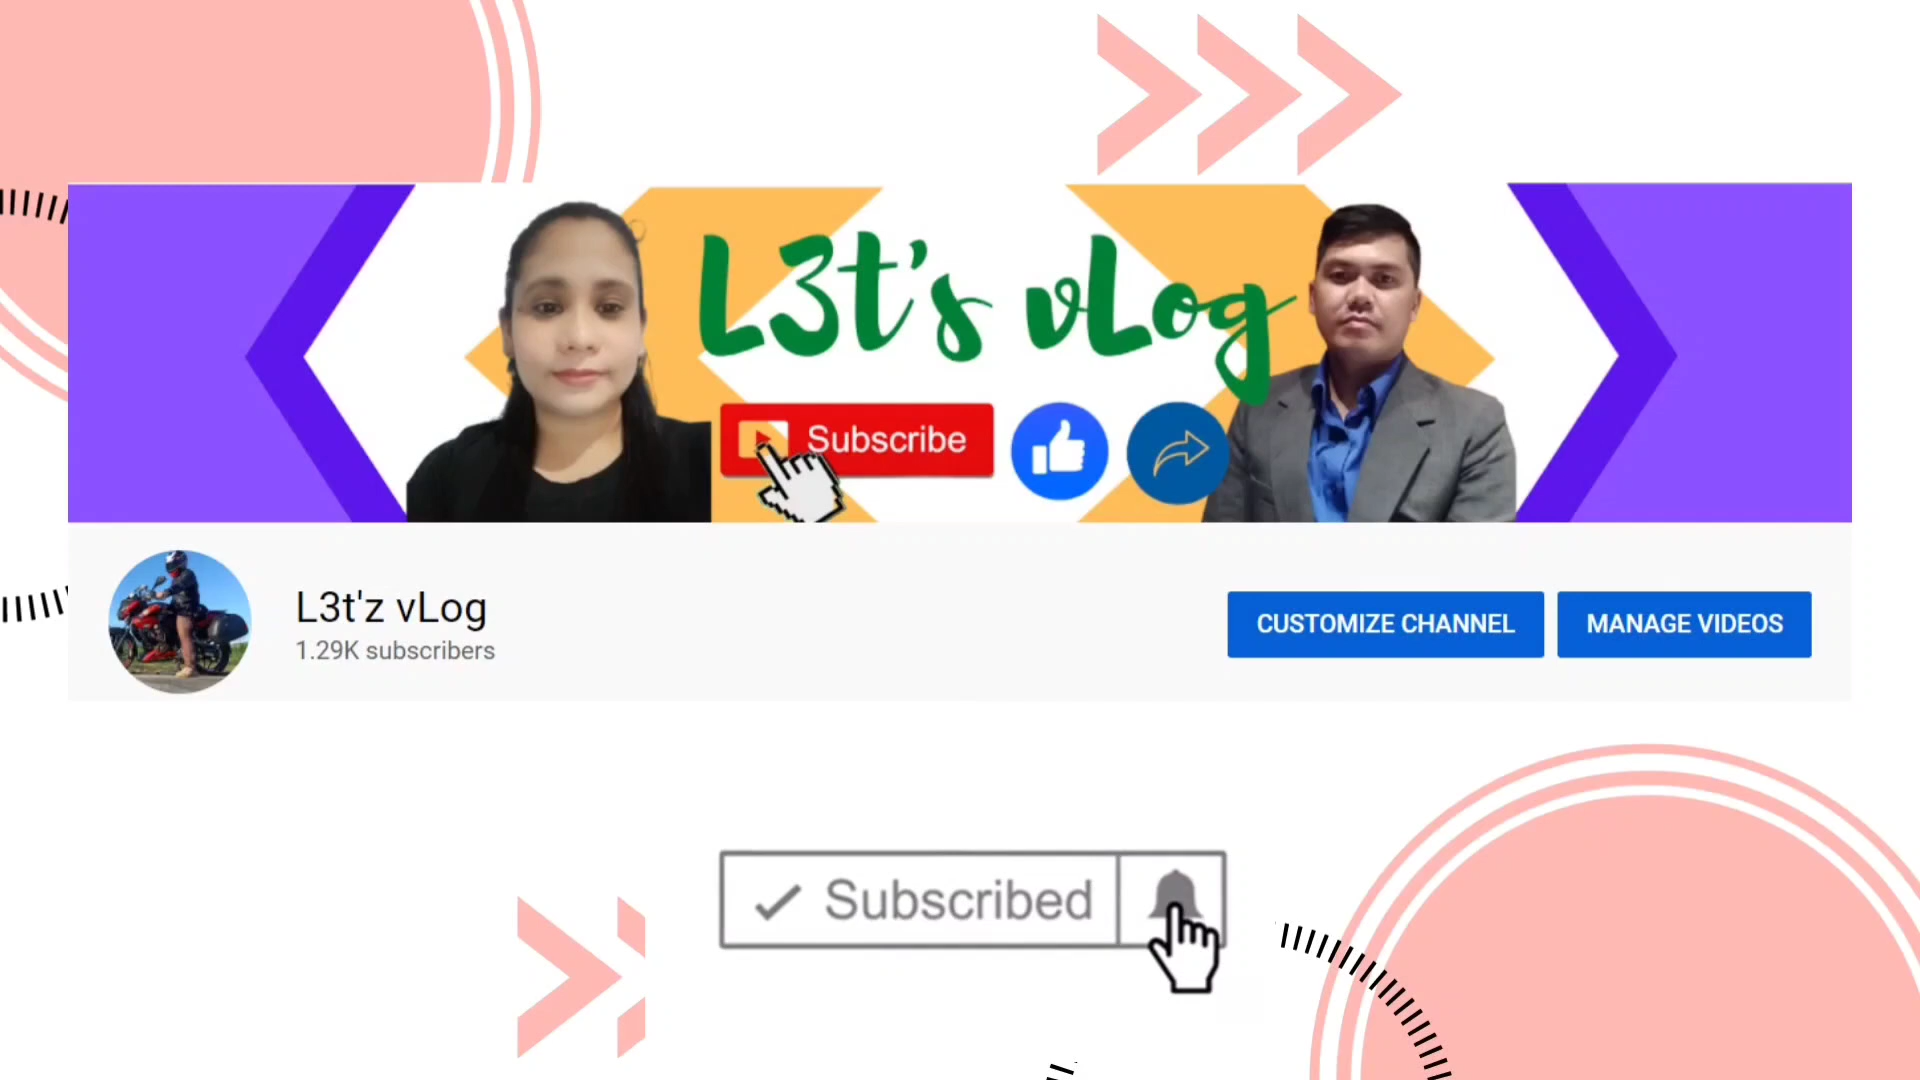 L3t's vLog
Subscribe
L3t'z vLog
1.29K subscribers
CUSTOMIZE CHANNEL
MANAGE VIDEOS
Subscribed